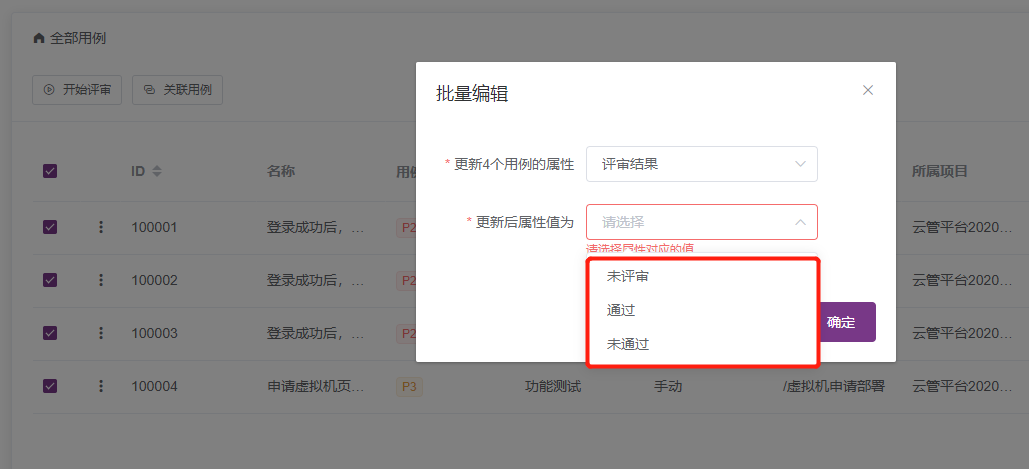 全部用例
开始评审 关联用例
批量编辑
* 更新4个用例的属性 评审结果
* 更新后属性值为 请选择
请选择属性对应的值
未评审
通过
未通过
确定
ID 名称 用例 所属项目
100001 登录成功后，... P2 云管平台2020...
100002 登录成功后，... P2 云管平台2020...
100003 登录成功后，... P2 云管平台2020...
100004 申请虚拟机页... P3 功能测试 手动 /虚拟机申请部署 云管平台2020...